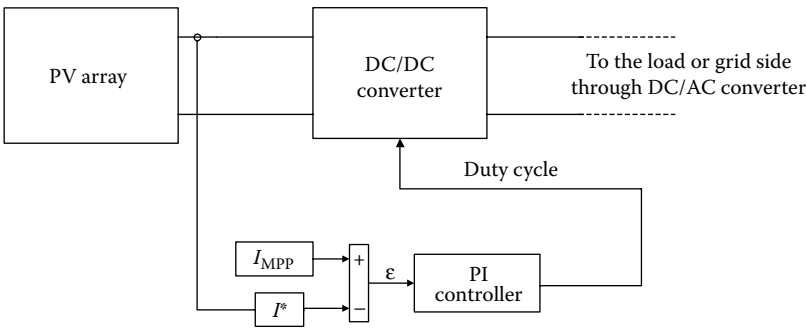 PV array
DC/DC
converter
To the load or grid side
through DC/AC converter
Duty cycle
I_MPP
+
ε
PI
controller
I*
−